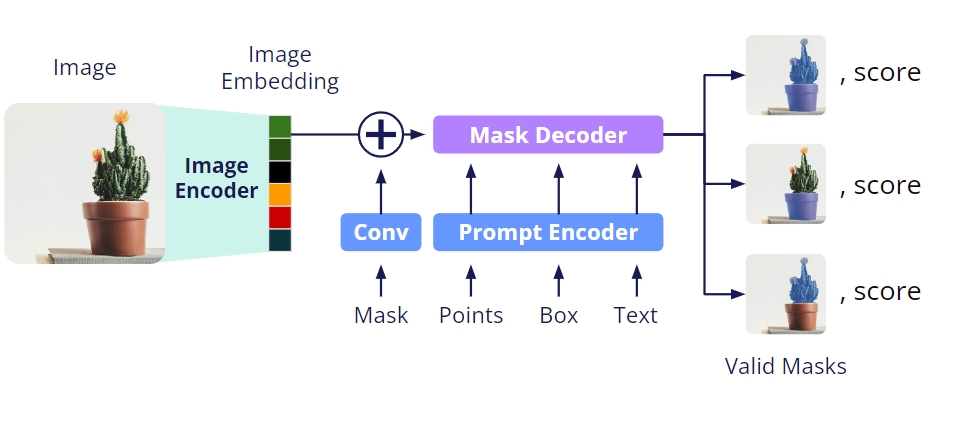 Image
Image
Embedding
Image
Encoder
Mask Decoder
Conv
Prompt Encoder
Mask
Points
Box
Text
, score
, score
, score
Valid Masks